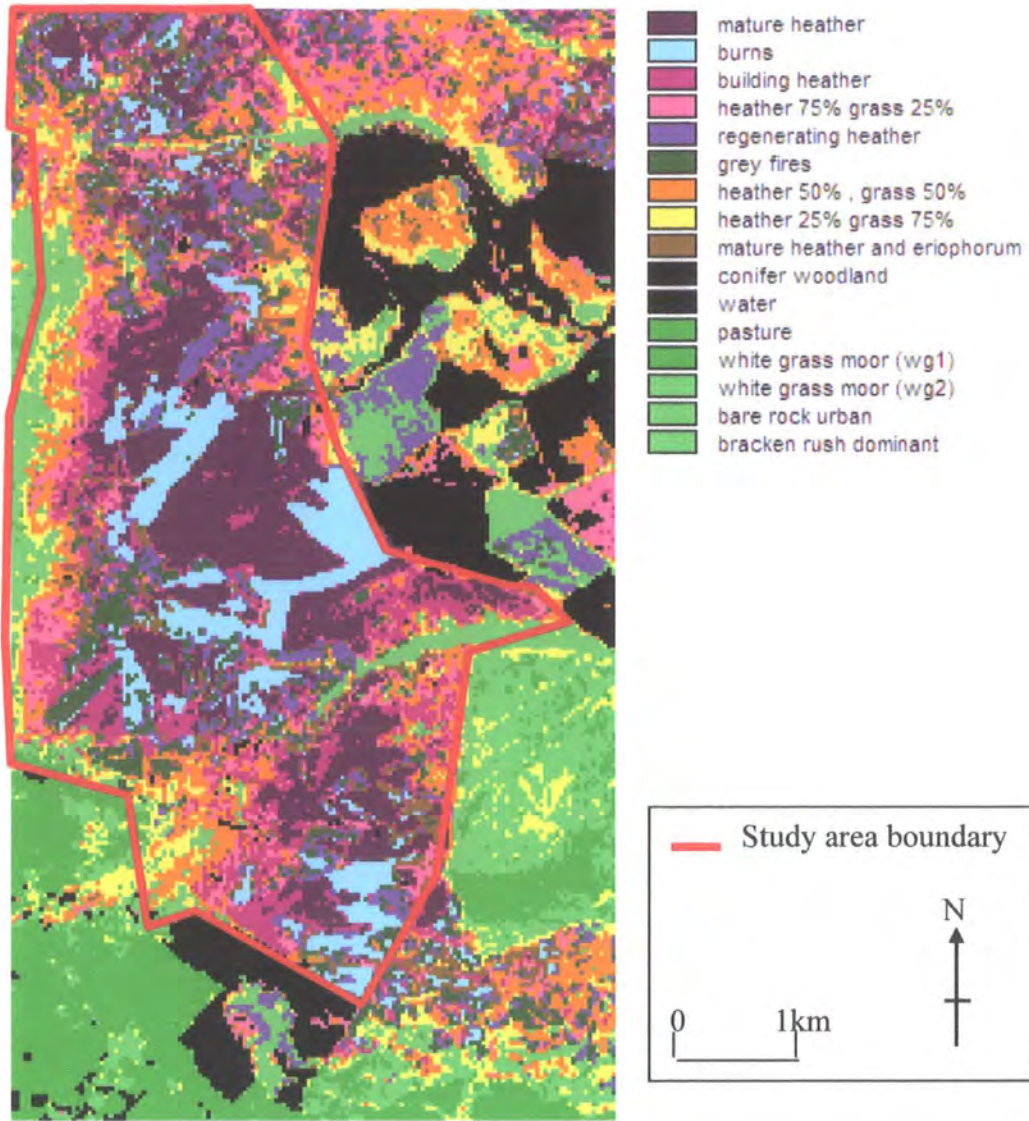 mature heather
burns
building heather
heather 75% grass 25%
regenerating heather
grey fires
heather 50% , grass 50%
heather 25% grass 75%
mature heather and eriophorum
conifer woodland
water
pasture
white grass moor (wg1)
white grass moor (wg2)
bare rock urban
bracken rush dominant
Study area boundary
N
0 1km